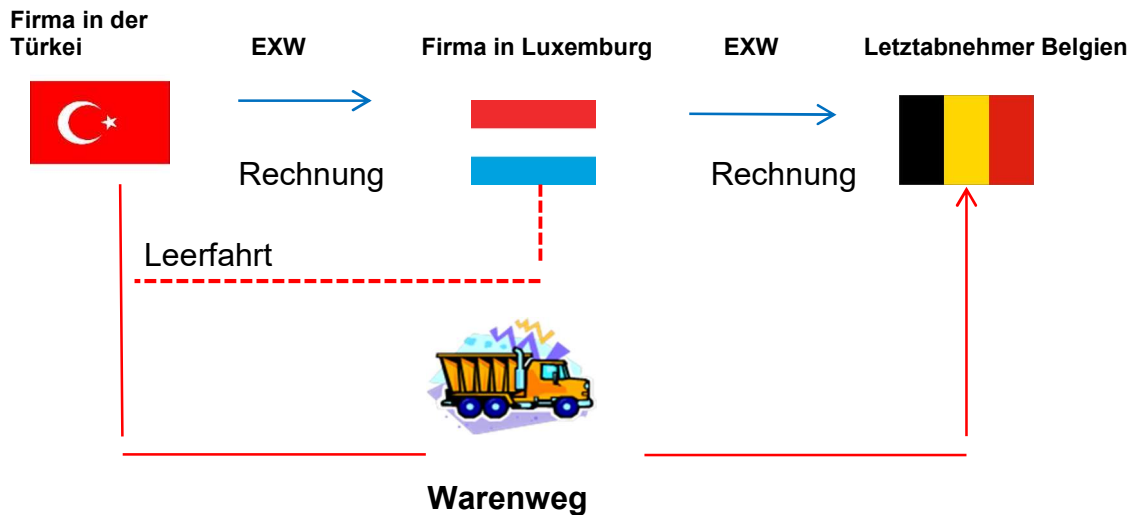 Firma in der
Türkei
EXW
Firma in Luxemburg
EXW
Letztabnehmer Belgien
Rechnung
Rechnung
Leerfahrt
Warenweg